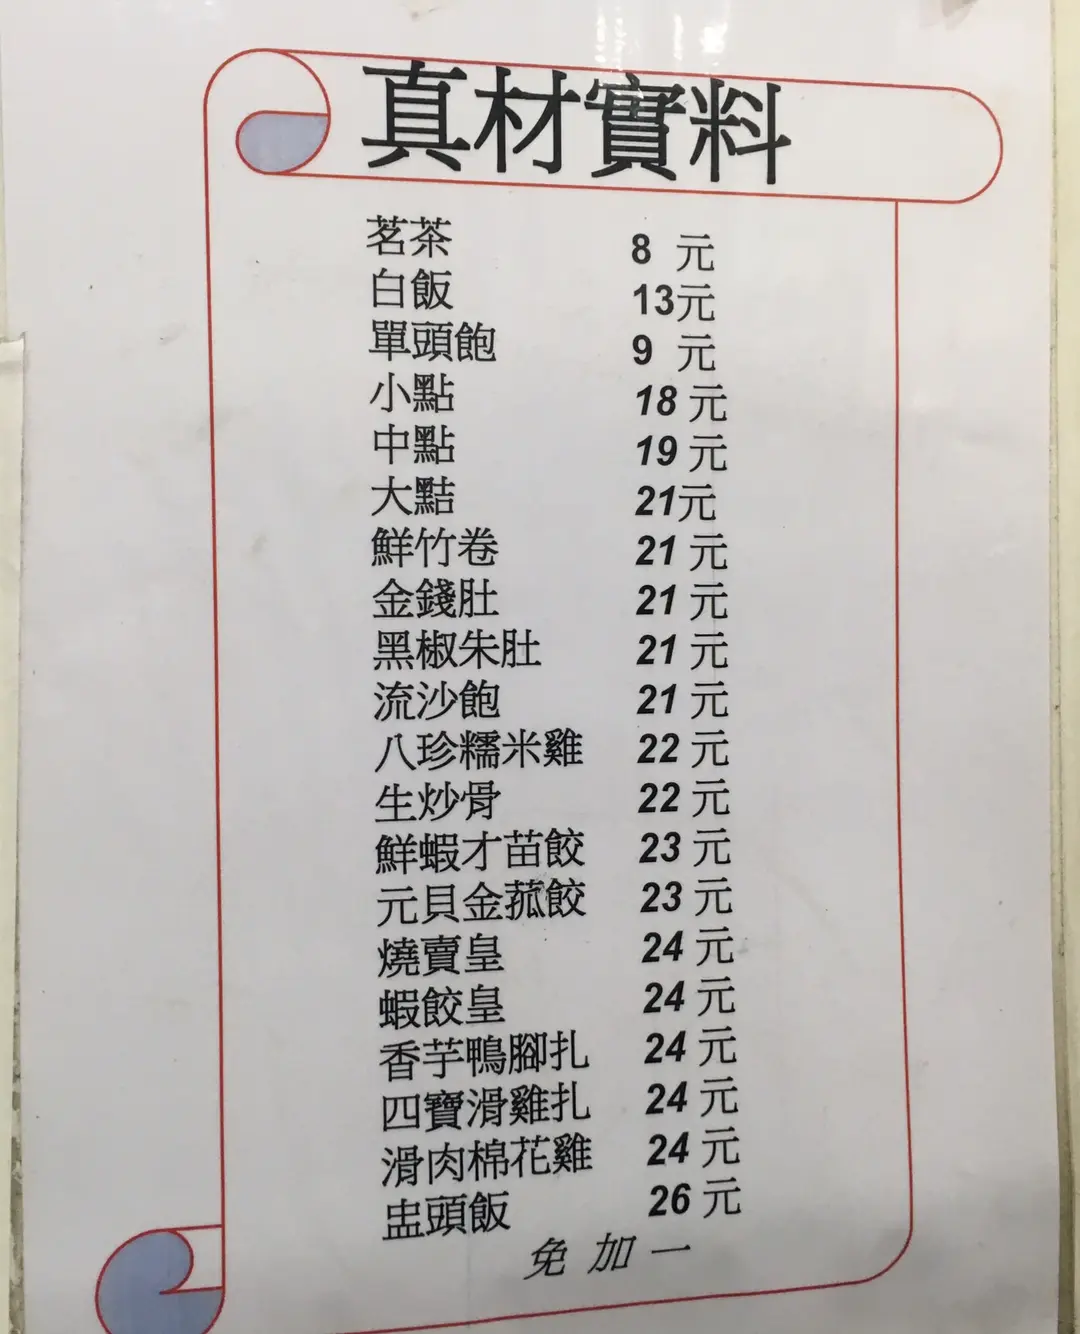 真材實料
茗茶 8 元
白飯 13元
單頭飽 9 元
小點 18 元
中點 19 元
大點 21元
鮮竹卷 21 元
金錢肚 21 元
黑椒朱肚 21 元
流沙飽 21 元
八珍糯米雞 22 元
生炒骨 22 元
鮮蝦才苗餃 23 元
元貝金菰餃 23 元
燒賣皇 24 元
蝦餃皇 24 元
香芋鴨腳扎 24 元
四寶滑雞扎 24 元
滑肉棉花雞 24 元
盅頭飯 26 元
免加一